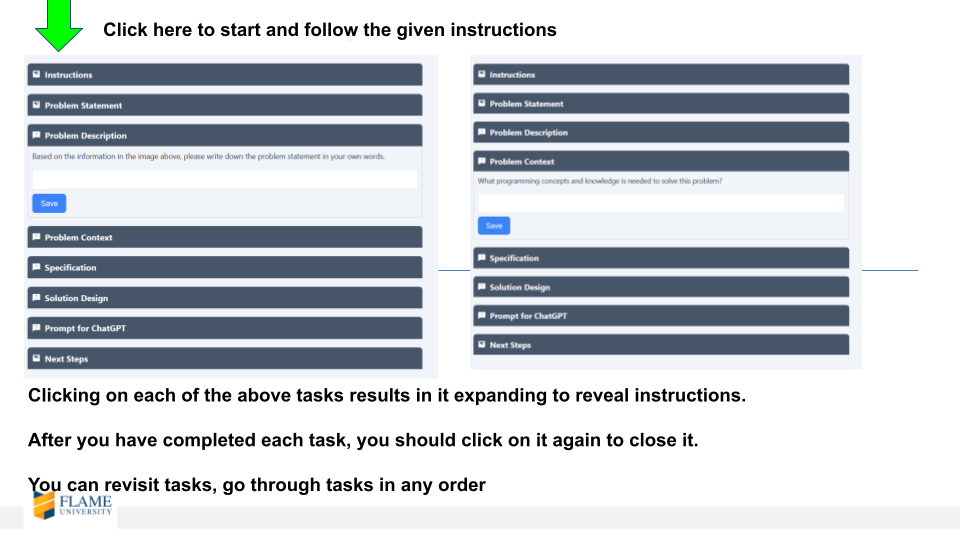 Click here to start and follow the given instructions
Instructions
Problem Statement
Problem Description
Based on the information in the image above, please write down the problem statement in your own words.
Save
Problem Context
Specification
Solution Design
Prompt for ChatGPT
Next Steps
Instructions
Problem Statement
Problem Description
Problem Context
What programming concepts and knowledge is needed to solve this problem?
Save
Specification
Solution Design
Prompt for ChatGPT
Next Steps
Clicking on each of the above tasks results in it expanding to reveal instructions.
After you have completed each task, you should click on it again to close it.
You can revisit tasks, go through tasks in any order
FLAME
UNIVERSITY